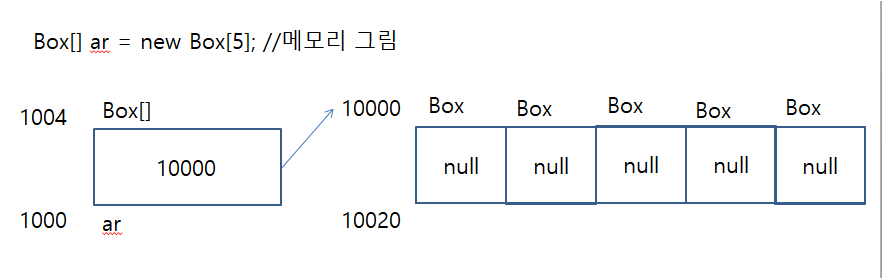 Box[] ar = new Box[5]; //메모리 그림
1004 Box[] 10000 Box Box Box Box Box
10000 null null null null null
1000 ar 10020